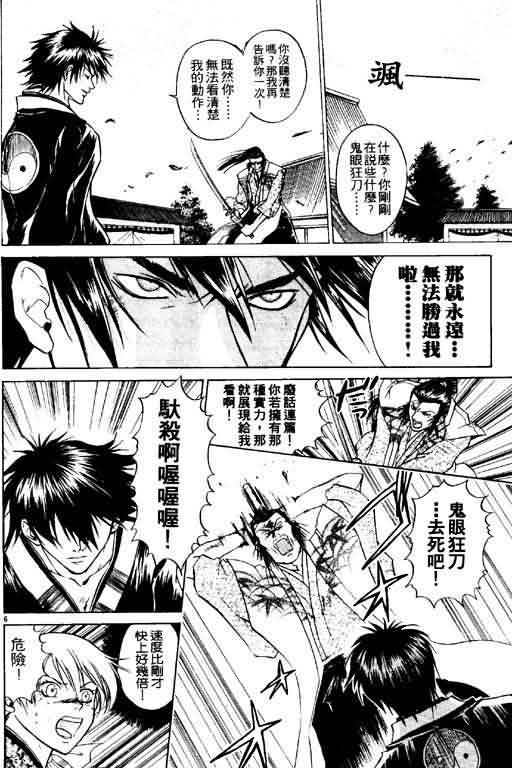 颯
什麼？你剛剛
在説些什麼？
鬼眼狂刀⋯⋯
你沒聽清楚
嗎？那我再
告訴你一次！
既然你⋯
無法看清楚
我的動作⋯
那就永遠⋯
無法勝過我
啦⋯⋯⋯！
廢話連篇！
你若擁有那
種實力，那
就展現給我
看啊！
鬼眼狂刀
⋯去死吧！
馱殺啊喔喔喔！
速度比剛才
快上好幾倍！
危險！
6